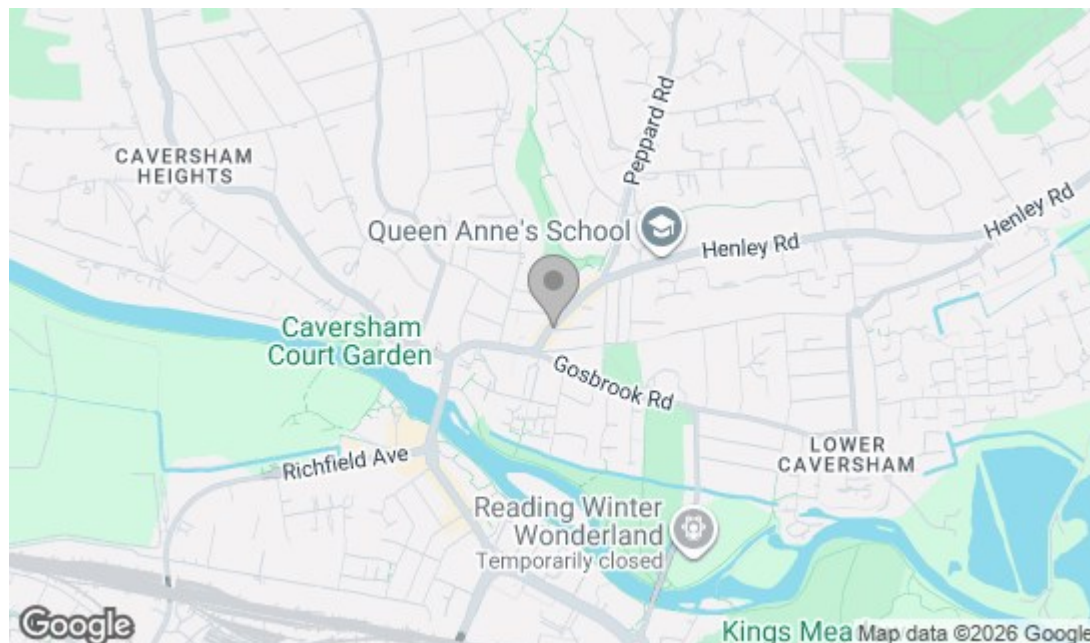 Peppard Rd
CAVERSHAM
HEIGHTS
Queen Anne's School
Henley Rd
Henley Rd
Caversham
Court Garden
Gosbrook Rd
Richfield Ave
LOWER
CAVERSHAM
Reading Winter
Wonderland
Temporarily closed
Google
Kings Mea
Map data ©2026 Google